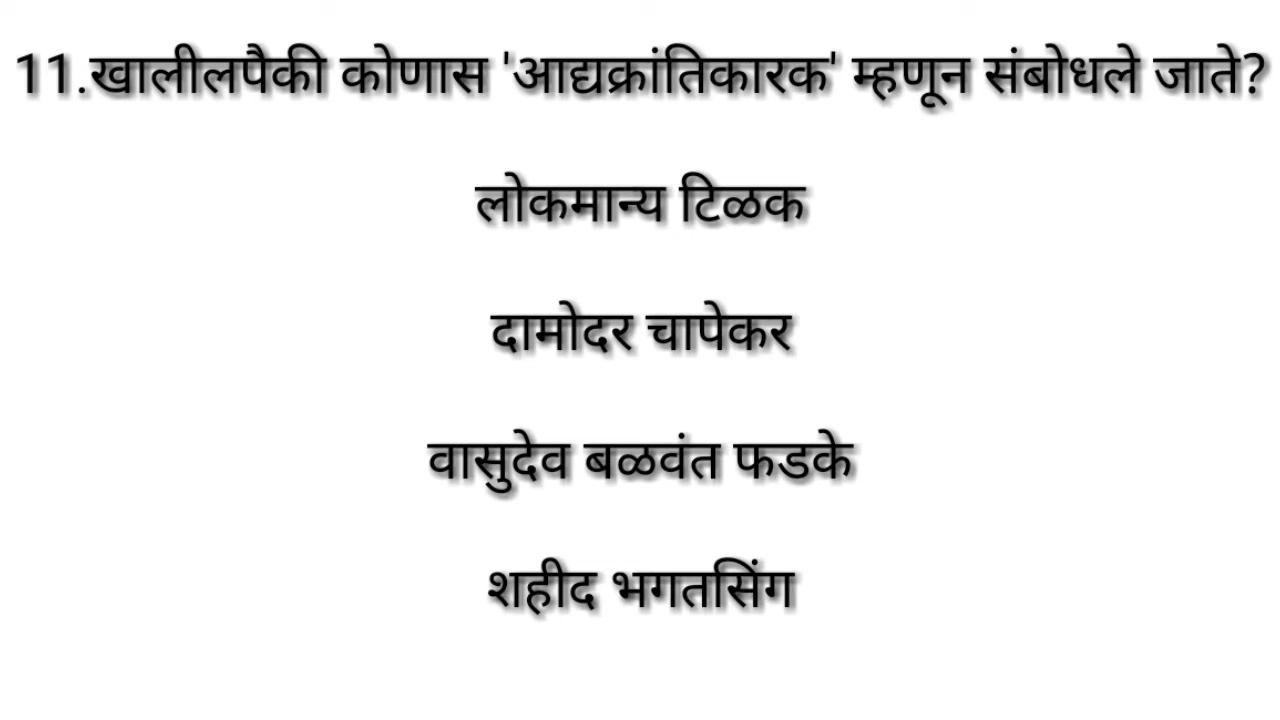 11.खालीलपैकी कोणास 'आद्यक्रांतिकारक' म्हणून संबोधले जाते?
लोकमान्य टिळक
दामोदर चापेकर
वासुदेव बळवंत फडके
शहीद भगतसिंग